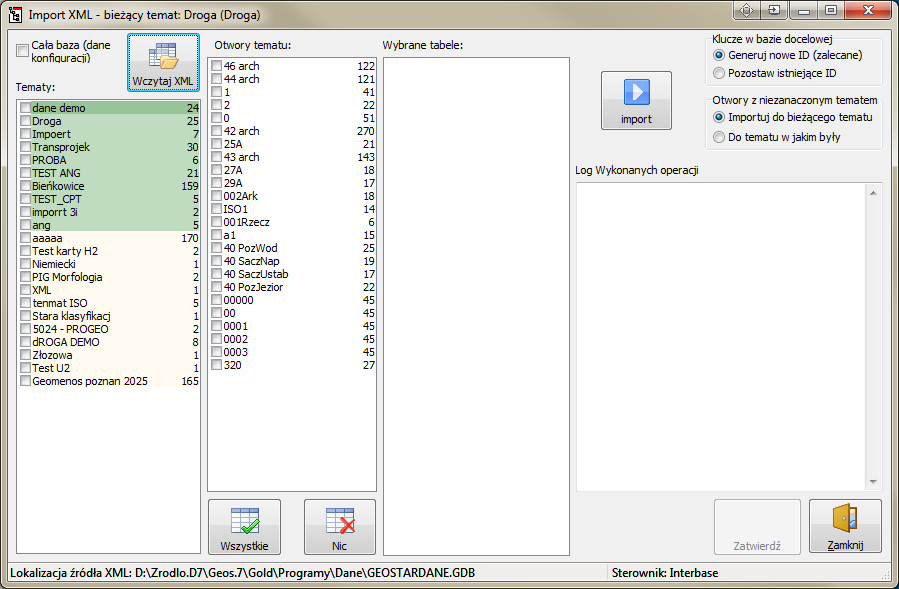 Import XML - bieżący temat: Droga (Droga)
Cała baza (dane
konfiguracji)
Wczytaj XML
Tematy:
dane demo 24
Droga 25
Impoert 7
Transprojek 30
PROBA 6
TEST ANG 21
Bieńkowice 159
TEST_CPT 5
imporrt 3i 2
ang 5
aaaaa 170
Test karty H2 2
Niemiecki 1
PIG Morfologia 2
XML 1
tenmat ISO 5
Stara klasyfikacj 1
5024 - PROGEO 2
dROGA DEMO 8
Złozowa 1
Test U2 1
Geomenos poznan 2025 165
Otwory tematu:
46 arch 122
44 arch 121
1 41
2 22
0 51
42 arch 270
25A 21
43 arch 143
27A 18
29A 17
002Ark 18
ISO1 14
001Rzecz 6
a1 15
40 PozWod 25
40 SaczNap 19
40 SaczUstab 17
40 PozJezior 22
00000 45
00 45
0001 45
0002 45
0003 45
320 27
Wszystkie
Nic
Wybrane tabele:
import
Klucze w bazie docelowej
Generuj nowe ID (zalecane)
Pozostaw istniejące ID
Otwory z niezanaczonym tematem
Importuj do bieżącego tematu
Do tematu w jakim były
Log Wykonanych operacji
Zatwierdź
Zamknij
Lokalizacja źródła XML: D:\Zrodlo.D7\Geos.7\Gold\Programy\Dane\GEOSTARDANE.GDB
Sterownik: Interbase